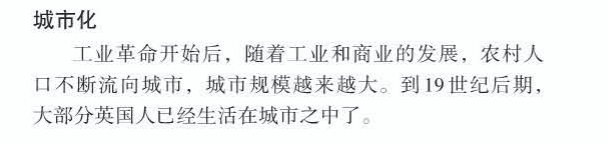 城市化
工业革命开始后，随着工业和商业的发展，农村人
口不断流向城市，城市规模越来越大。到19世纪后期，
大部分英国人已经生活在城市之中了。